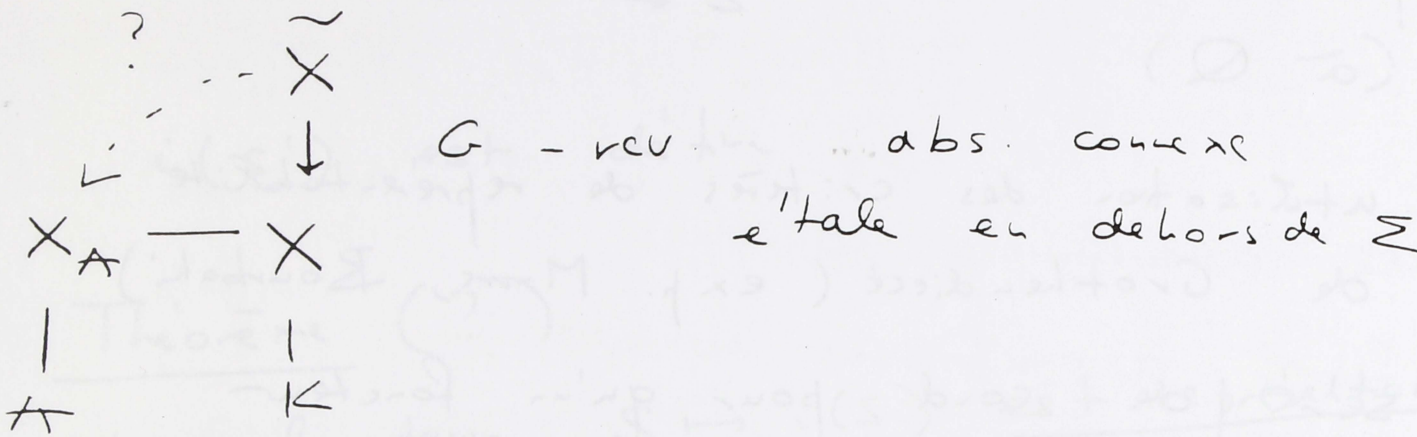 ?
X̃
G - rev. abs. connexe
étale en dehors de Σ
X_A — X
A K